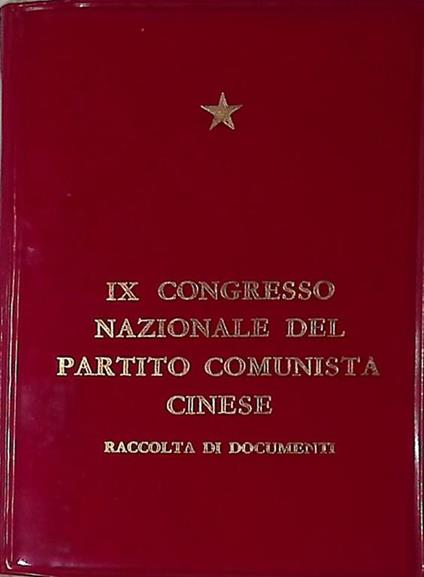 IX CONGRESSO
NAZIONALE DEL
PARTITO COMUNISTA
CINESE
RACCOLTA DI DOCUMENTI